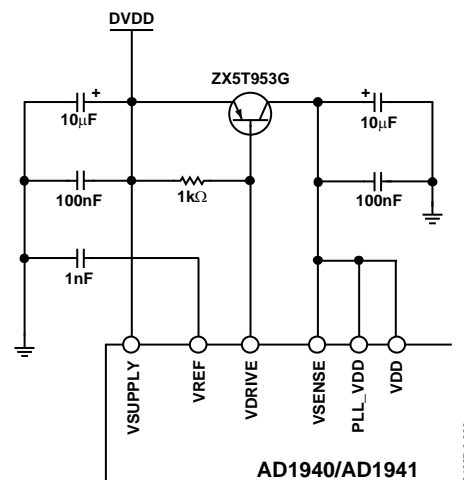 DVDD
ZX5T953G
10μF
10μF
100nF
1kΩ
100nF
1nF
VSUPPLY
VREF
VDRIVE
VSENSE
PLL_VDD
VDD
AD1940/AD1941